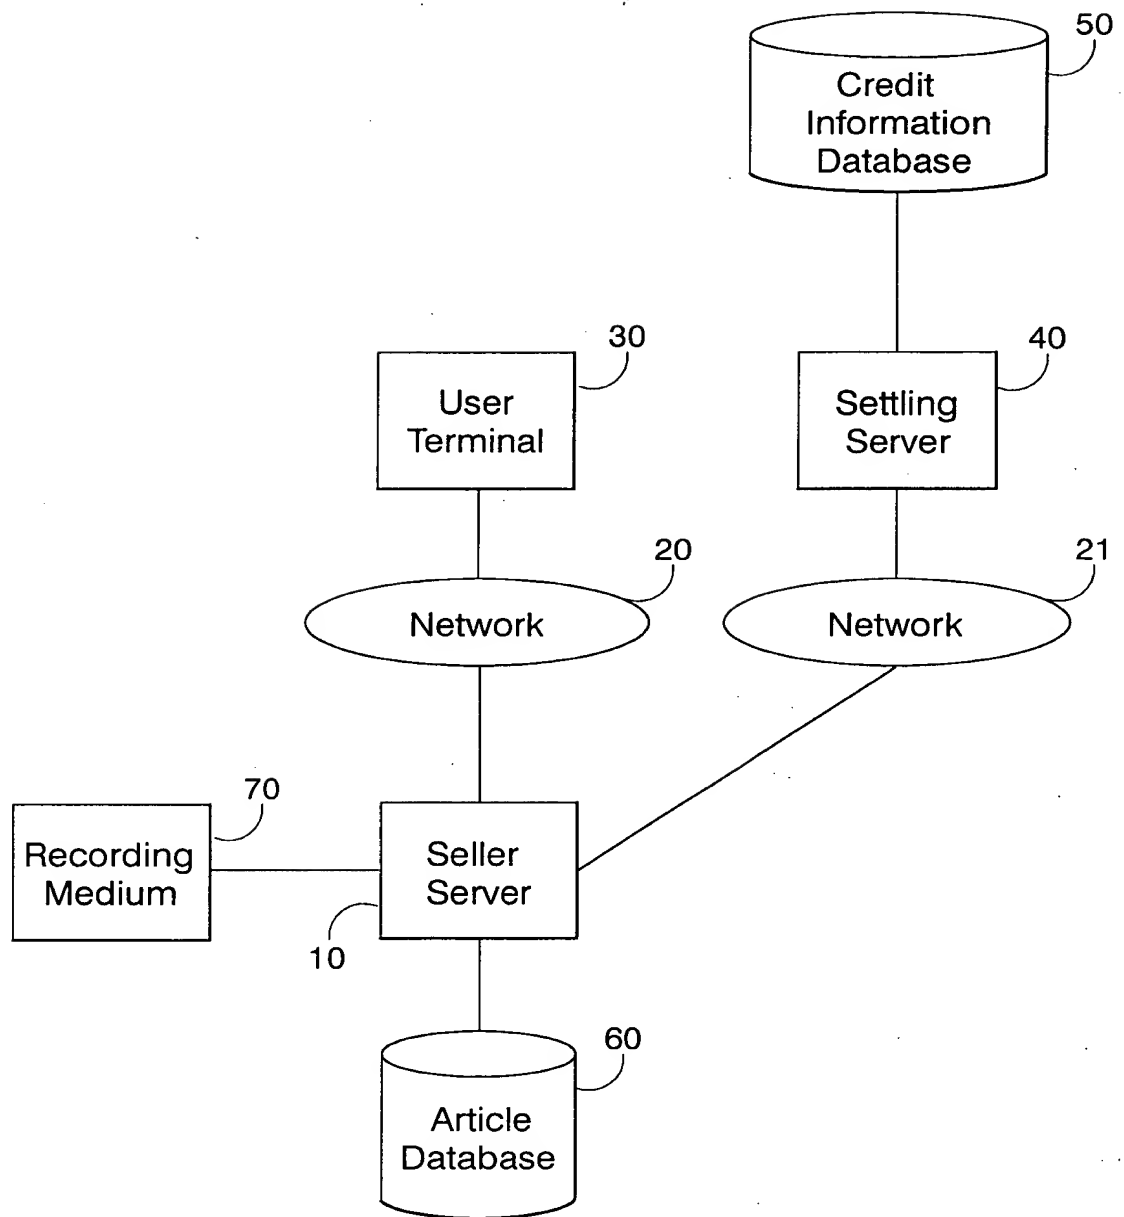 50
Credit
Information
Database
30
40
User
Terminal
Settling
Server
20
21
Network
Network
70
Recording
Medium
Seller
Server
10
60
Article
Database